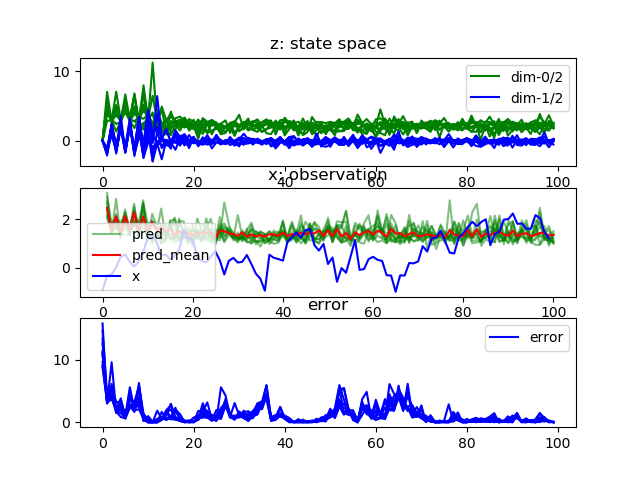 z: state space
10
0
dim-0/2
dim-1/2
0 20 40 60 80 100
x: observation
2
0
pred
pred_mean
x
0 20 40 60 80 100
error
10
0
error
0 20 40 60 80 100